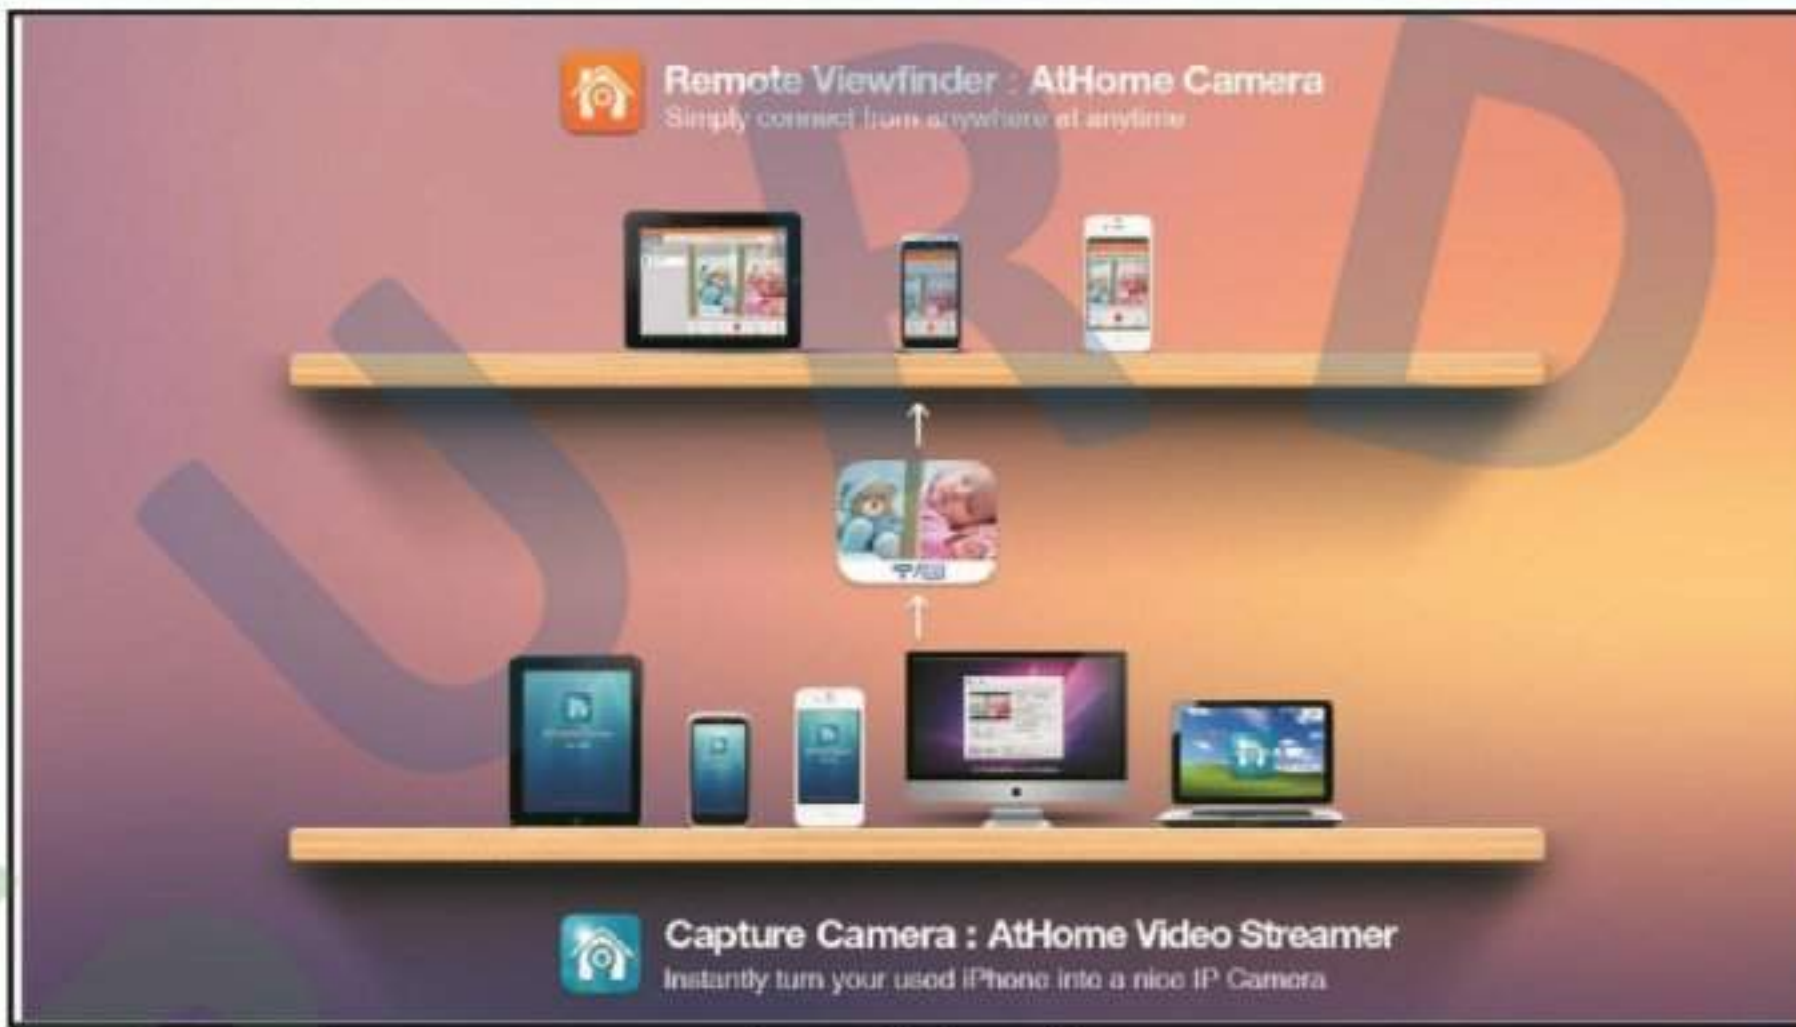 Remote Viewfinder : AtHome Camera
Simply connect from anywhere at anytime
U R D
Capture Camera : AtHome Video Streamer
Instantly turn your used iPhone into a nice IP Camera